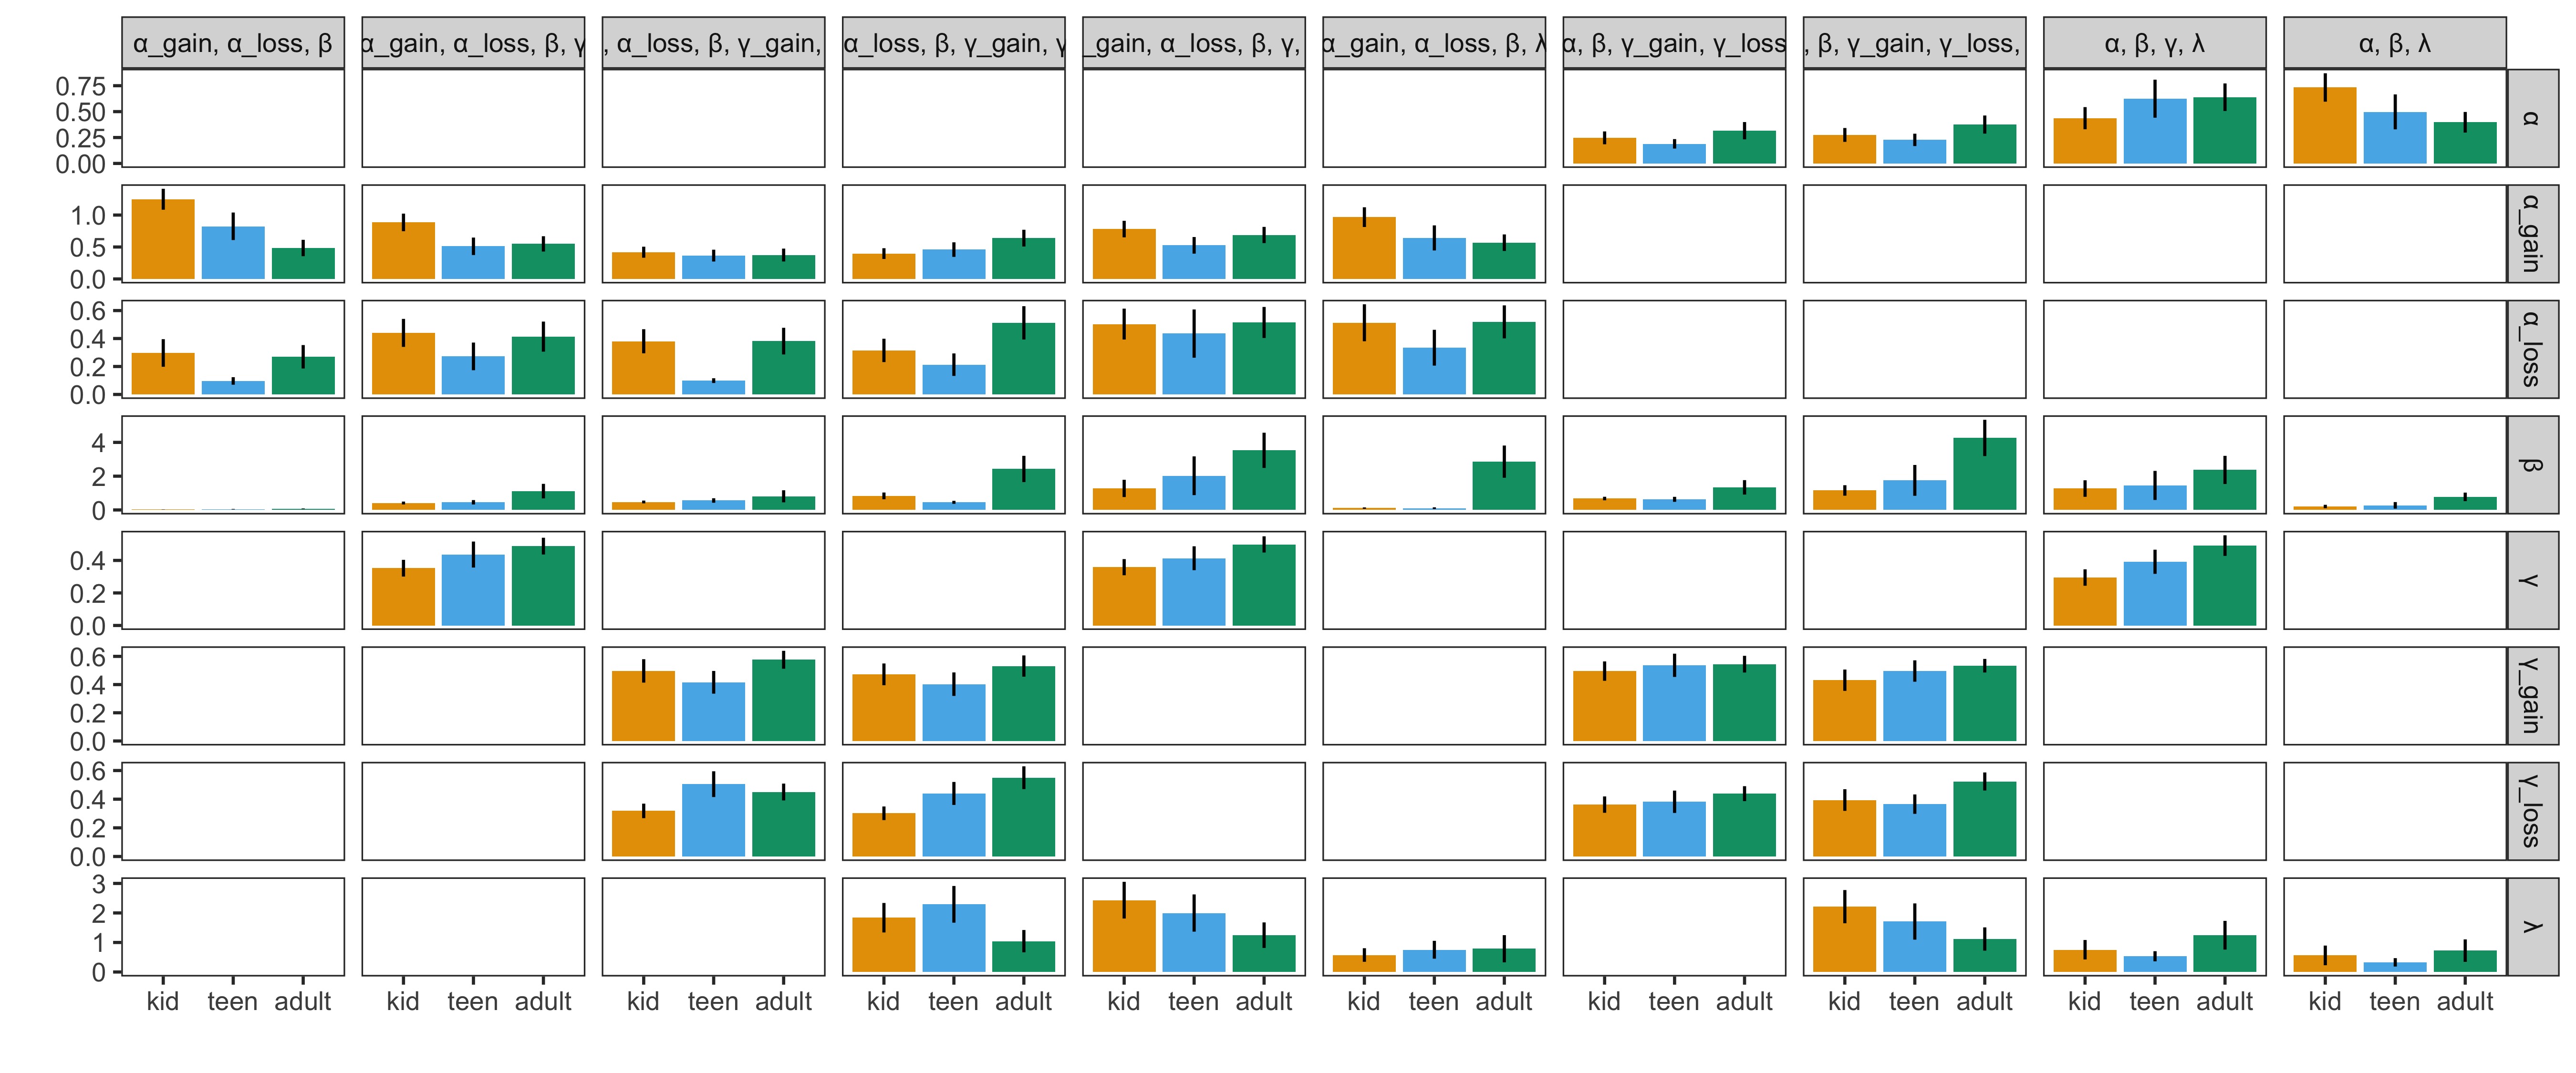 α_gain, α_loss, β
α_gain, α_loss, β, γ
, α_loss, β, γ_gain,
α_loss, β, γ_gain, γ
_gain, α_loss, β, γ,
α_gain, α_loss, β, λ
α, β, γ_gain, γ_loss
, β, γ_gain, γ_loss,
α, β, γ, λ
α, β, λ
0.75
0.50
0.25
0.00
α
1.0
0.5
0.0
α_gain
0.6
0.4
0.2
0.0
α_loss
4
2
0
β
0.4
0.2
0.0
γ
0.6
0.4
0.2
0.0
γ_gain
0.6
0.4
0.2
0.0
γ_loss
3
2
1
0
λ
kid teen adult
kid teen adult
kid teen adult
kid teen adult
kid teen adult
kid teen adult
kid teen adult
kid teen adult
kid teen adult
kid teen adult